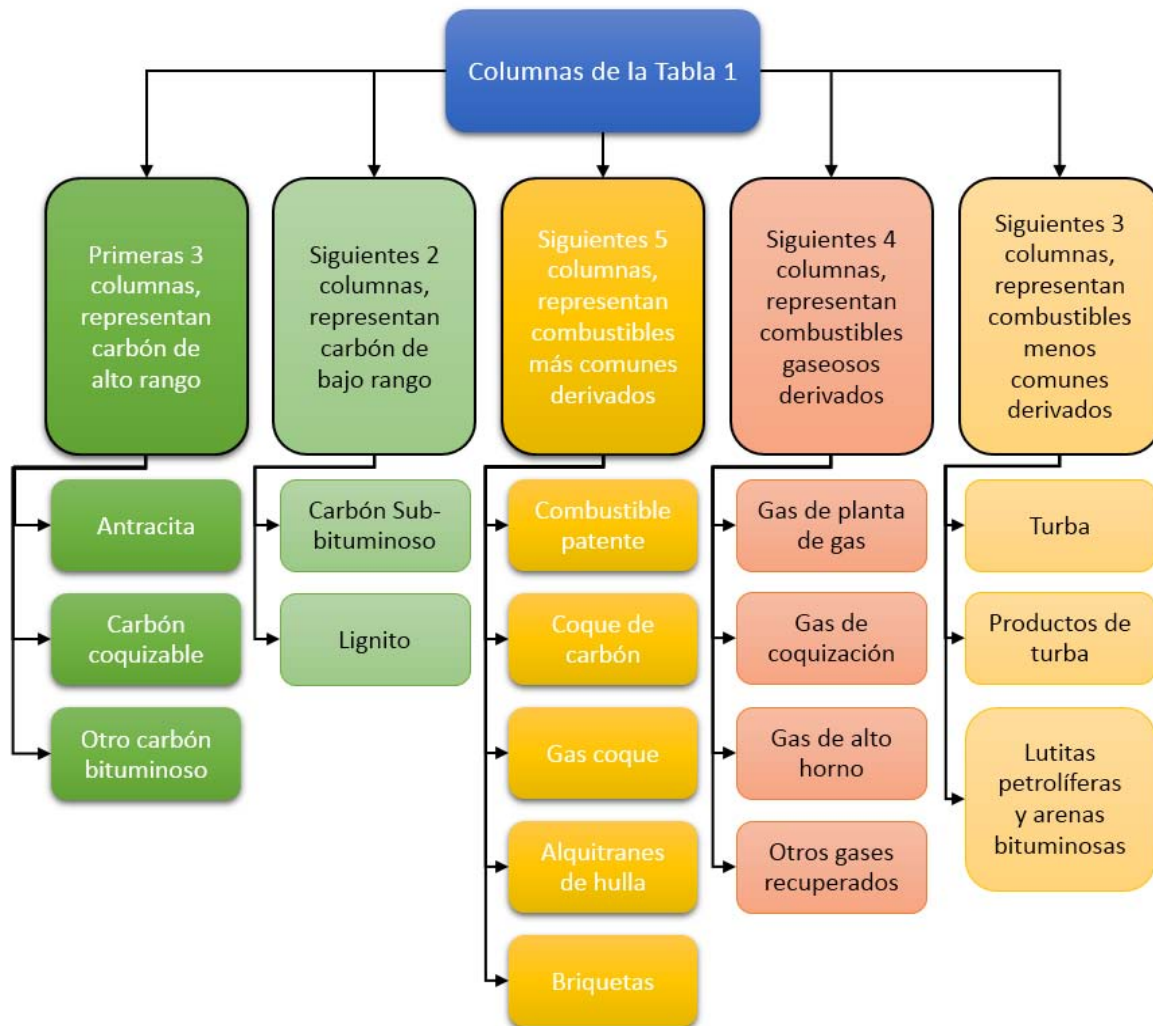 Columnas de la Tabla 1
Primeras 3
columnas,
representan
carbón de
alto rango
Siguientes 2
columnas,
representan
carbón de
bajo rango
Siguientes 5
columnas,
representan
combustibles
más comunes
derivados
Siguientes 4
columnas,
representan
combustibles
gaseosos
derivados
Siguientes 3
columnas,
representan
combustibles
menos
comunes
derivados
Antracita
Carbón
coquizable
Otro carbón
bituminoso
Carbón Sub-
bituminoso
Lignito
Combustible
patente
Coque de
carbón
Gas coque
Alquitranes
de hulla
Briquetas
Gas de planta
de gas
Gas de
coquización
Gas de alto
horno
Otros gases
recuperados
Turba
Productos de
turba
Lutitas
petrolíferas
y arenas
bituminosas